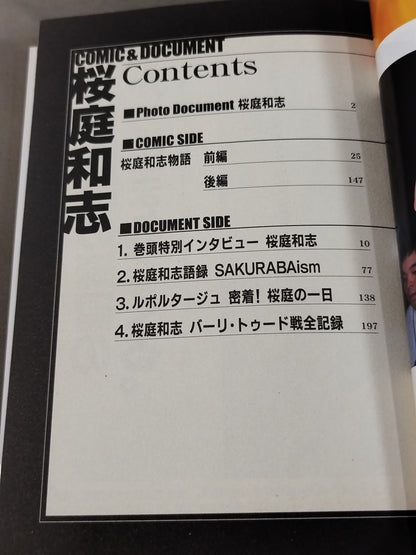 COMIC & DOCUMENT
桜庭和志
Contents
■Photo Document 桜庭和志 2
■COMIC SIDE
桜庭和志物語 前編 25
後編 147
■DOCUMENT SIDE
1. 巻頭特別インタビュー 桜庭和志 10
2. 桜庭和志語録 SAKURABAism 77
3. ルポルタージュ 密着! 桜庭の一日 138
4. 桜庭和志 バーリ・トゥード戦全記録 197